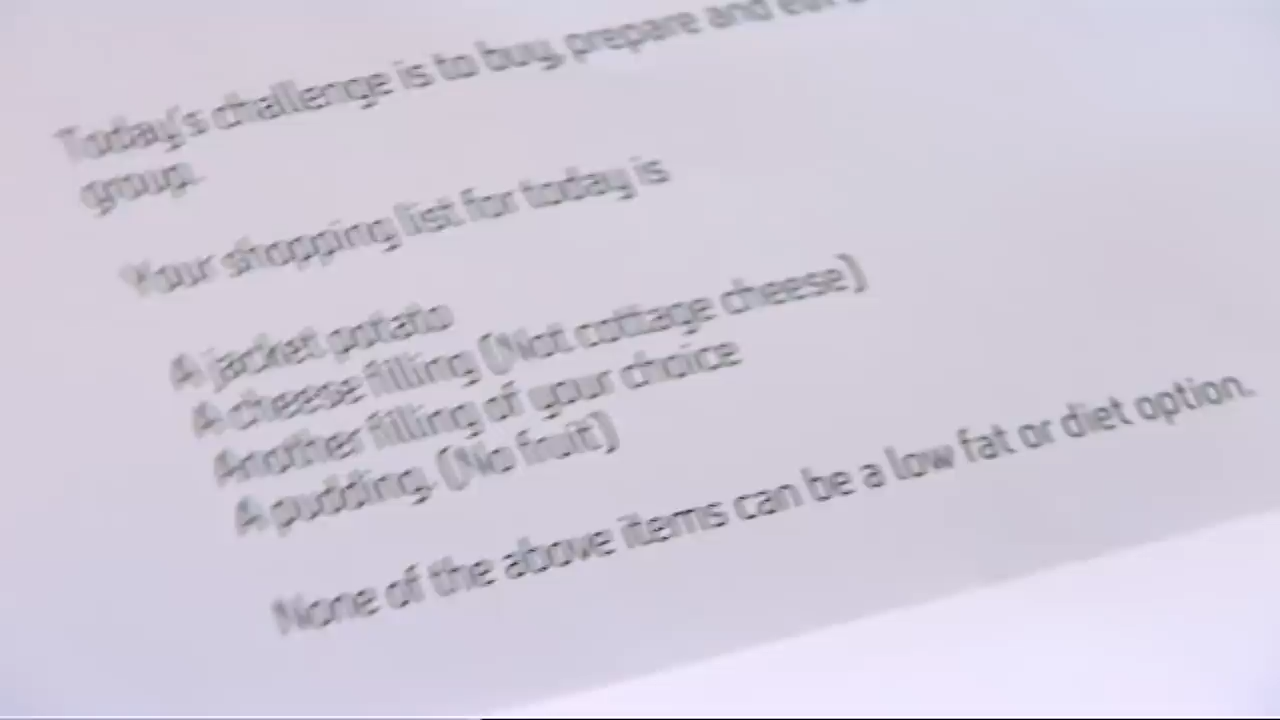 Today's challenge is to buy, prepare and eat
group.
Your shopping list for today is
A jacket potato
A cheese filling (Not cottage cheese)
Another filling of your choice
A pudding. (No fruit)
None of the above items can be a low fat or diet option.